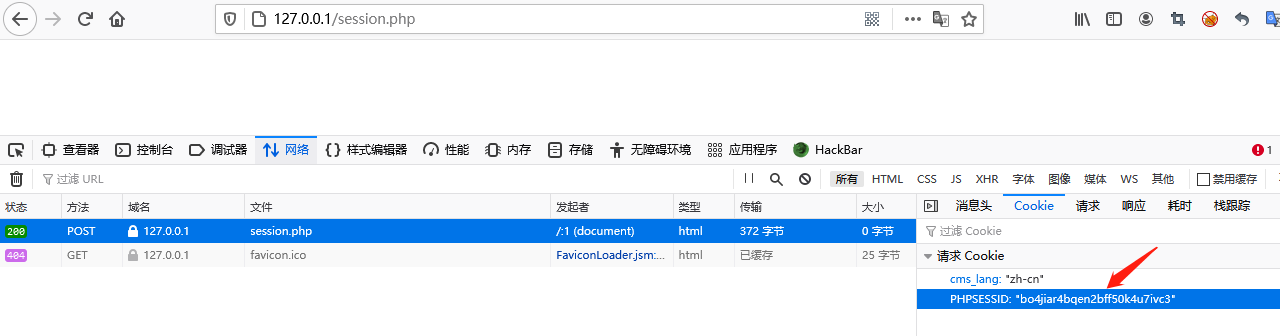 127.0.0.1/session.php
查看器 控制台 调试器 网络 {} 样式编辑器 性能 内存 存储 无障碍环境 应用程序 HackBar 1
过滤 URL 所有 HTML CSS JS XHR 字体 图像 媒体 WS 其他 禁用缓存
状态 方法 域名 文件 发起者 类型 传输 大小 消息头 Cookie 请求 响应 耗时 栈跟踪
200 POST 127.0.0.1 session.php /:1 (document) html 372 字节 0 字节 过滤 Cookie
404 GET 127.0.0.1 favicon.ico FaviconLoader.jsm:... html 已缓存 25 字节 请求 Cookie
cms_lang: "zh-cn"
PHPSESSID: "bo4jiar4bqen2bff50k4u7ivc3"